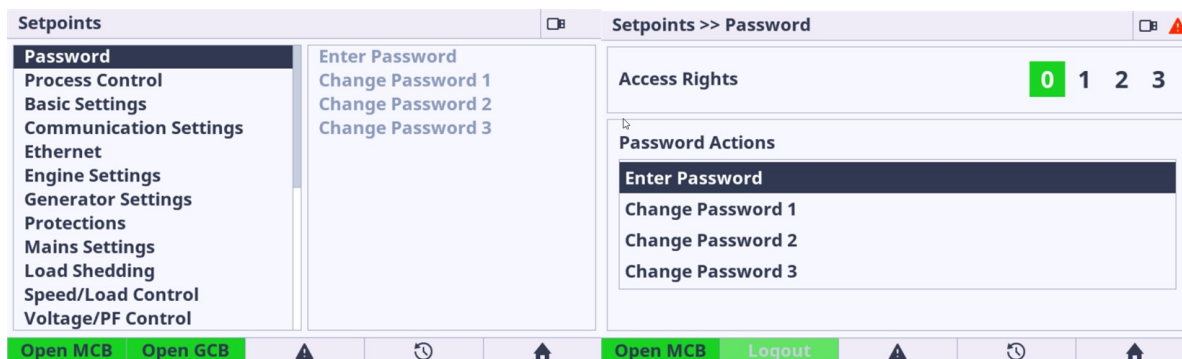 Setpoints
Password
Process Control
Basic Settings
Communication Settings
Ethernet
Engine Settings
Generator Settings
Protections
Mains Settings
Load Shedding
Speed/Load Control
Voltage/PF Control
Enter Password
Change Password 1
Change Password 2
Change Password 3
Open MCB Open GCB
Setpoints >> Password
Access Rights 0 1 2 3
Password Actions
Enter Password
Change Password 1
Change Password 2
Change Password 3
Open MCB Logout